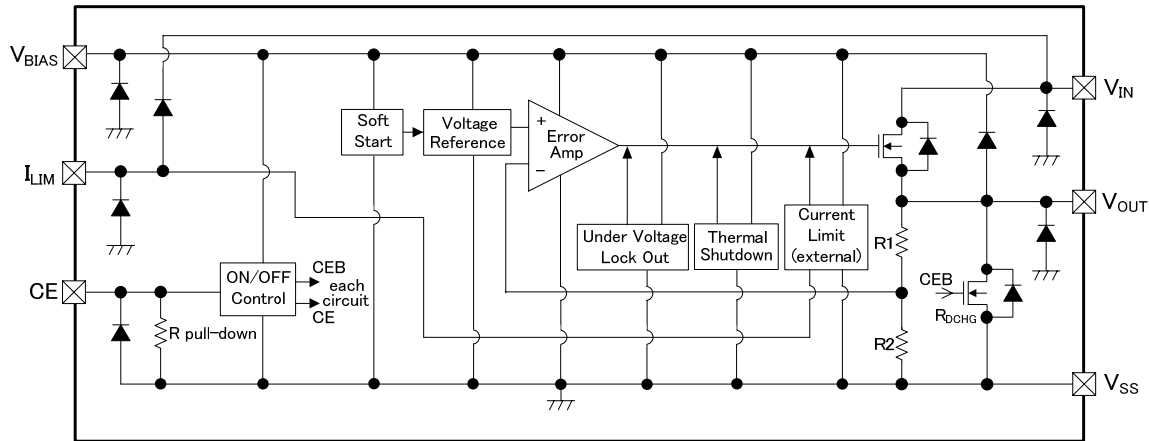 VBIAS
VIN
Soft
Start
Voltage
Reference
+
Error
Amp
−
ILIM
VOUT
Under Voltage
Lock Out
Thermal
Shutdown
Current
Limit
(external)
R1
CE
ON/OFF
Control
CEB
each
circuit
CE
R pull-down
CEB
RDCHG
R2
VSS